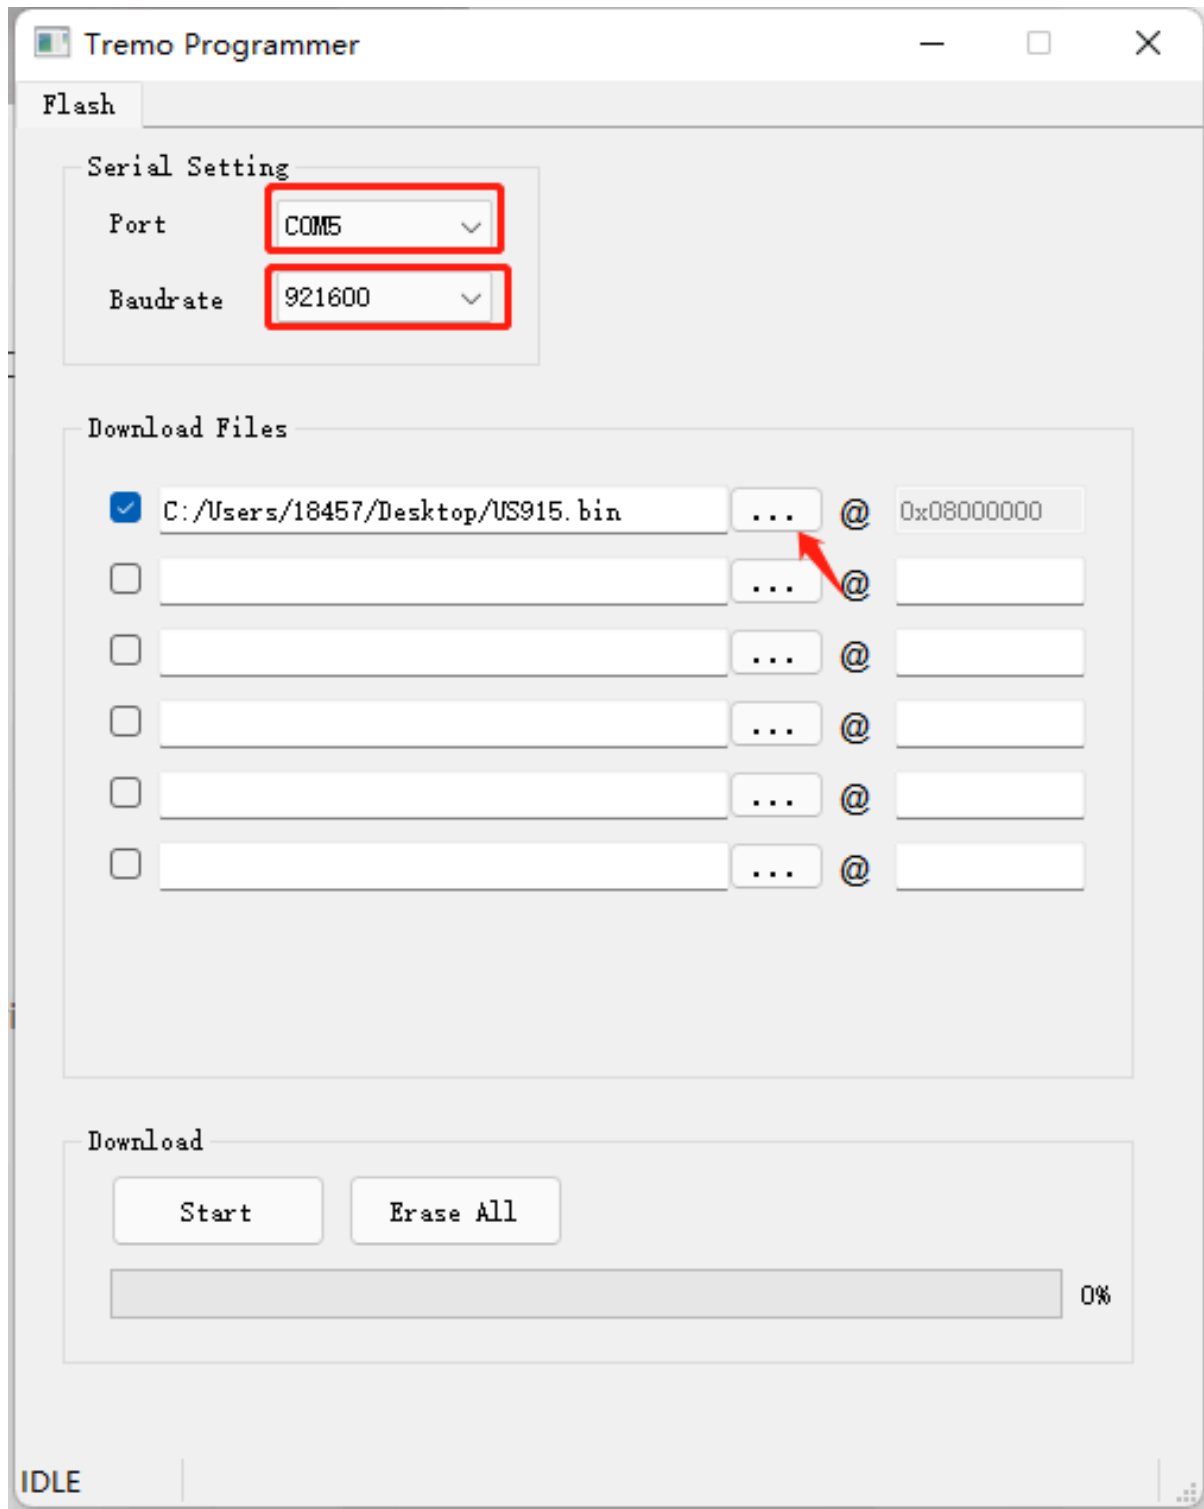 Tremo Programmer
Flash
Serial Setting
Port COM5
Baudrate 921600
Download Files
C:/Users/18457/Desktop/US915.bin ... @ 0x08000000
... @
... @
... @
... @
... @
Download
Start Erase All
0%
IDLE